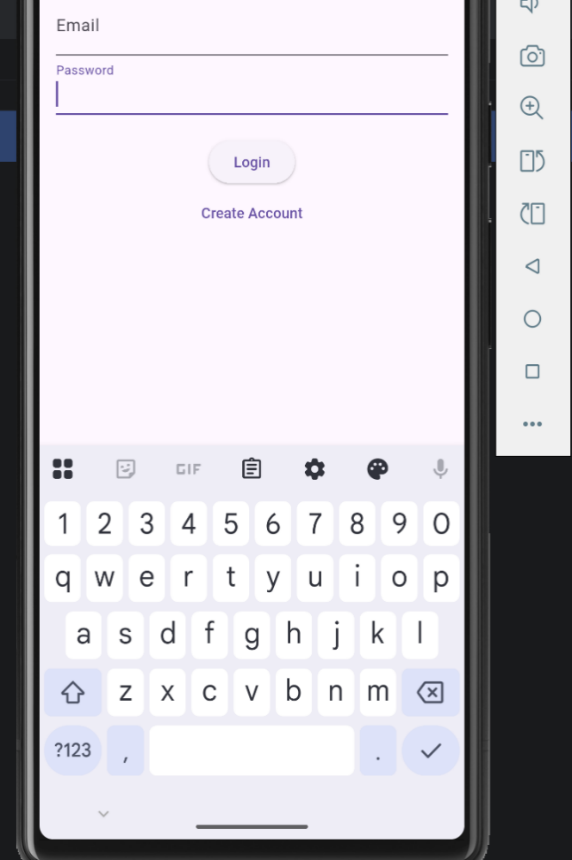 Email
Password
Login
Create Account
GIF
1 2 3 4 5 6 7 8 9 0
q w e r t y u i o p
a s d f g h j k l
z x c v b n m
?123 , .